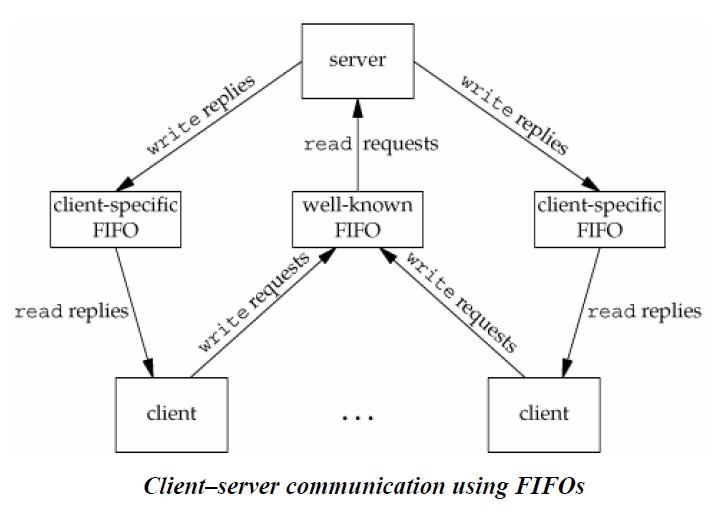 server
write replies
write replies
read requests
client-specific
FIFO
well-known
FIFO
client-specific
FIFO
read replies
write requests
write requests
read replies
client
...
client
Client–server communication using FIFOs